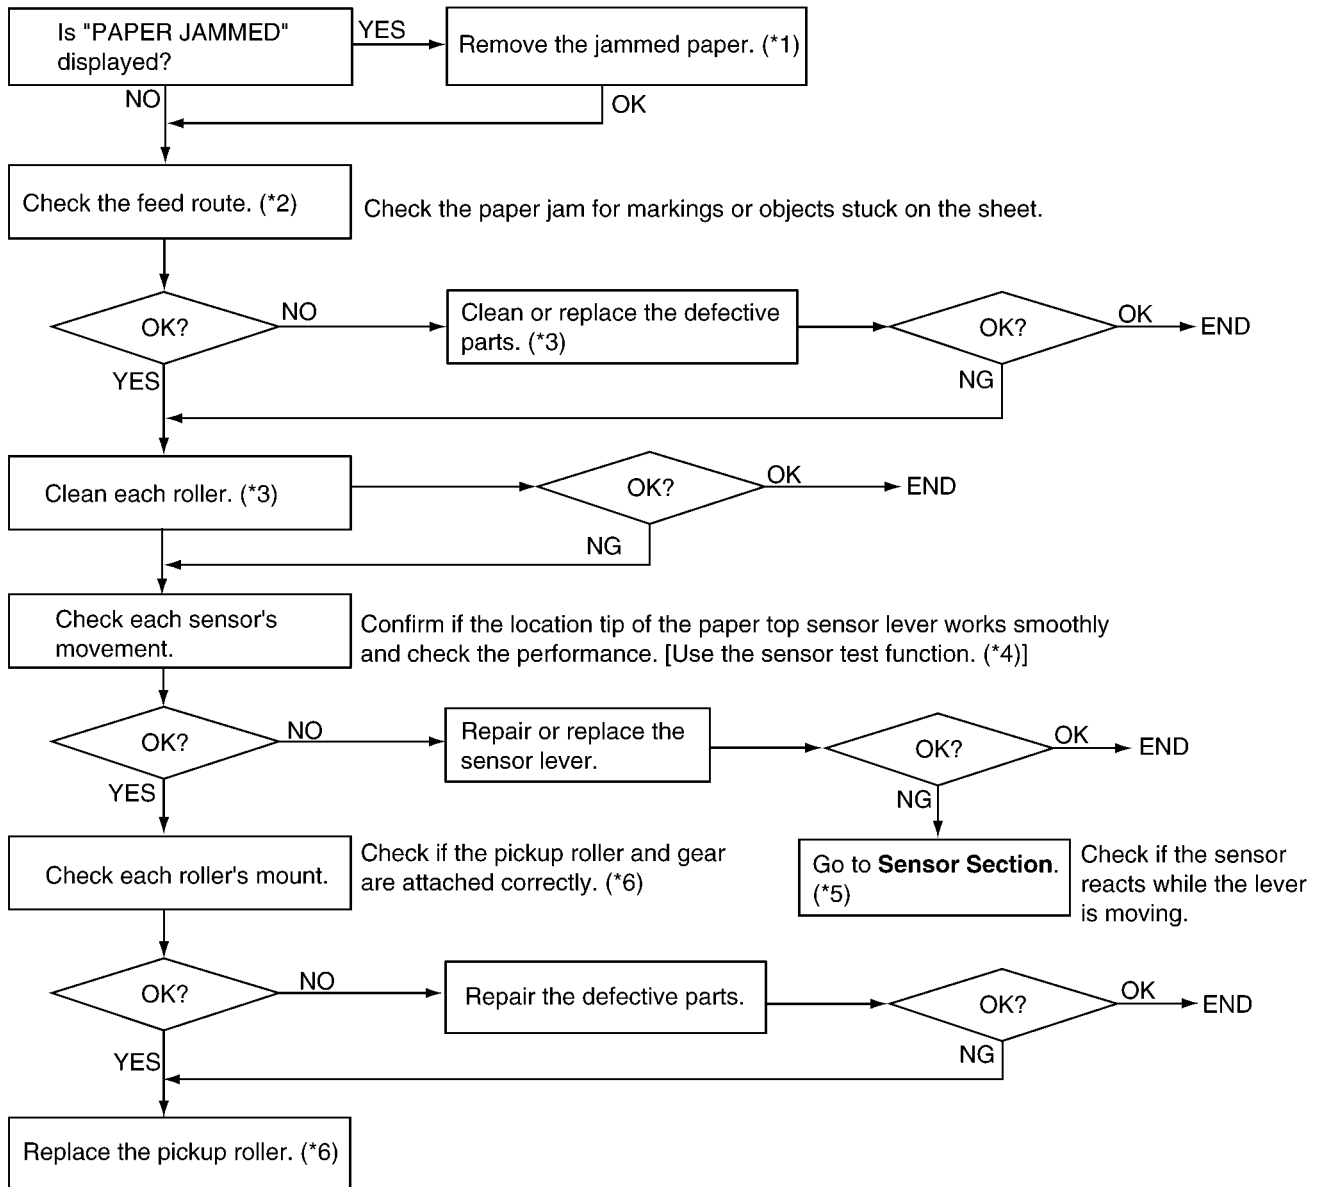 Is "PAPER JAMMED"
displayed?
YES
Remove the jammed paper. (*1)
NO
OK
Check the feed route. (*2)
Check the paper jam for markings or objects stuck on the sheet.
OK?
NO
Clean or replace the defective
parts. (*3)
OK?
OK
END
YES
NG
Clean each roller. (*3)
OK?
OK
END
NG
Check each sensor's
movement.
Confirm if the location tip of the paper top sensor lever works smoothly
and check the performance. [Use the sensor test function. (*4)]
OK?
NO
Repair or replace the
sensor lever.
OK?
OK
END
YES
NG
Check each roller's mount.
Check if the pickup roller and gear
are attached correctly. (*6)
Go to Sensor Section.
(*5)
Check if the sensor
reacts while the lever
is moving.
OK?
NO
Repair the defective parts.
OK?
OK
END
YES
NG
Replace the pickup roller. (*6)